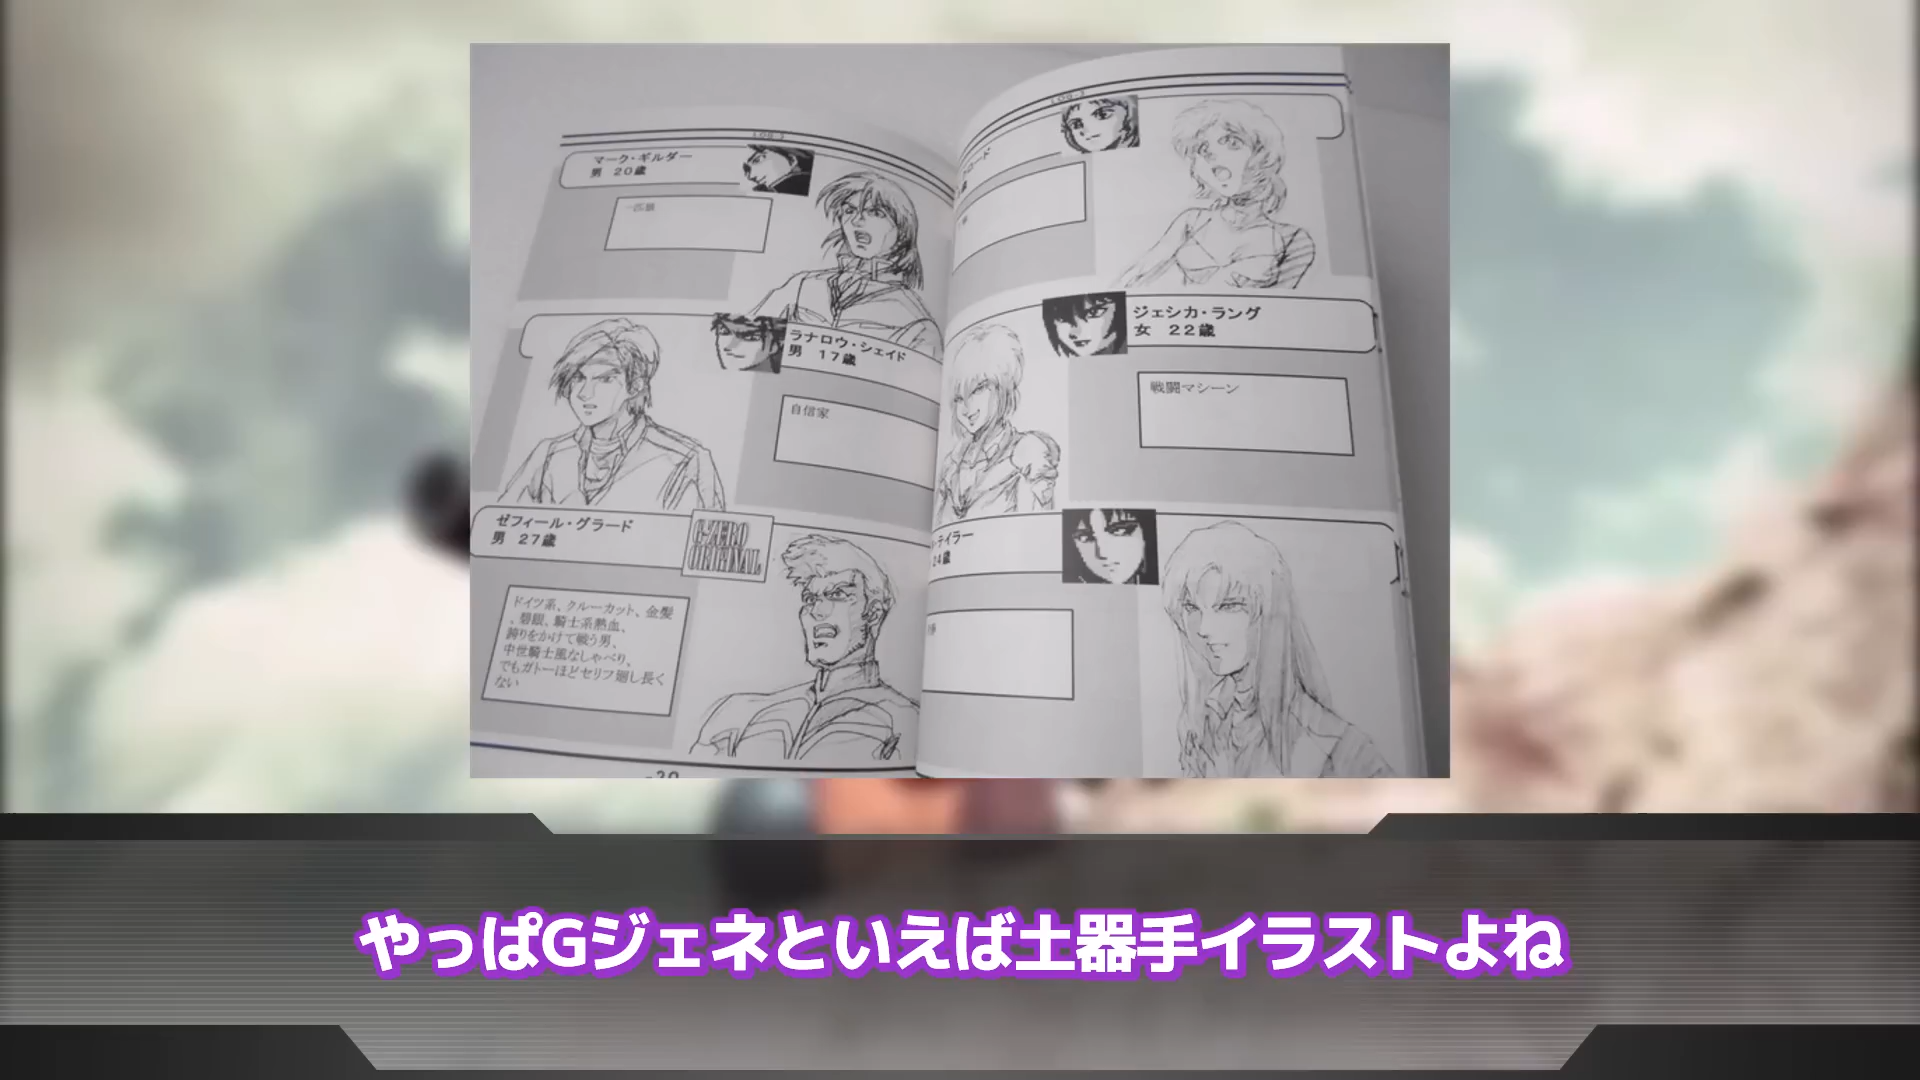 マーク・ギルダー
男 20歳
一匹狼
ラナロウ・シェイド
男 17歳
自信家
ゼフィール・グラード
男 27歳
G-ZERO
ORIGINAL
ドイツ系、クルーカット、金髪
、碧眼、騎士系熱血、
誇りをかけて戦う男、
中世騎士風なしゃべり、
でもガトーほどセリフ廻し長く
ない
ジェシカ・ラング
女 22歳
戦闘マシーン
テイラー
24歳
やっぱGジェネといえば土器手イラストよね